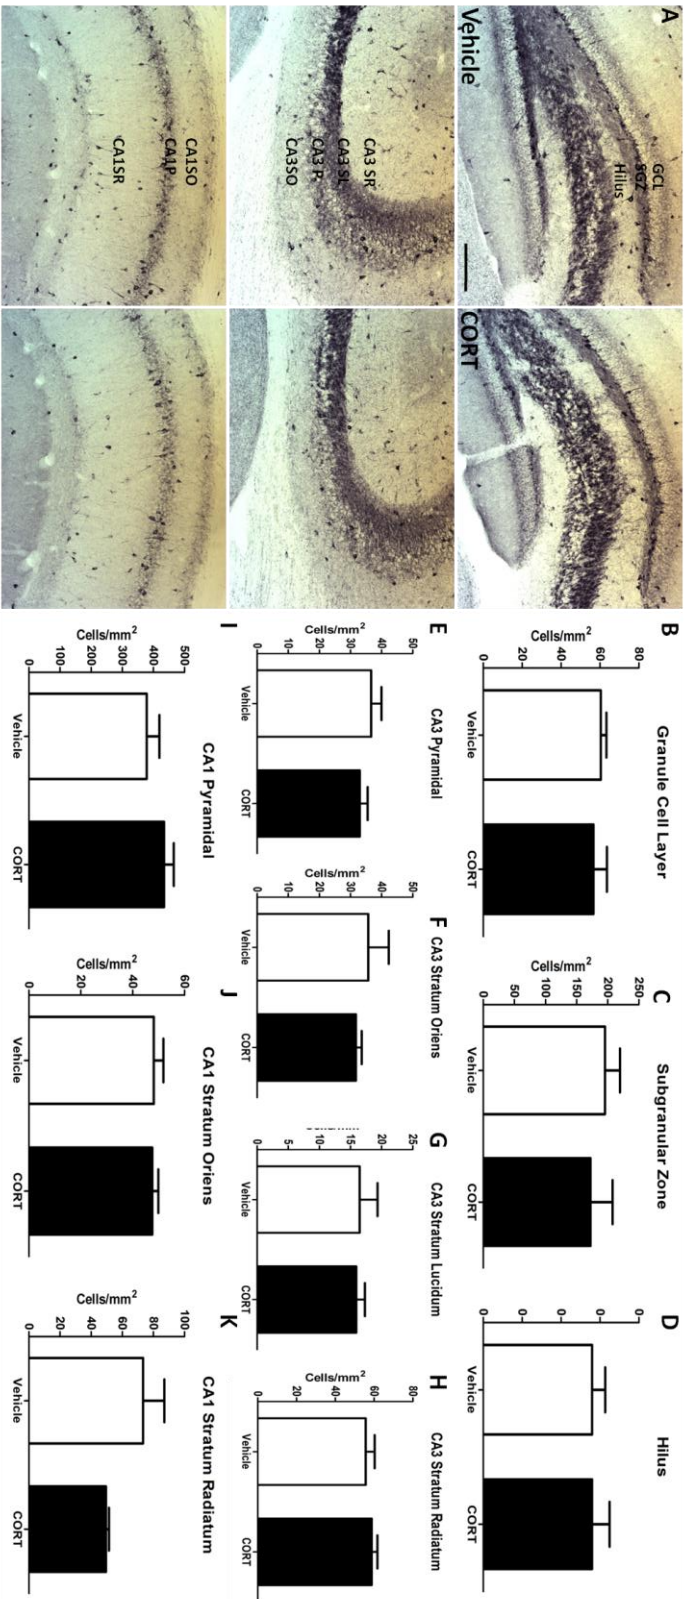 A
Vehicle
CORT
GCL
SGZ
Hilus
CA3 SR
CA3 SL
CA3 P
CA3SO
CA1SO
CA1P
CA1SR
B
Granule Cell Layer
Cells/mm2
80
60
40
20
0
Vehicle
CORT
C
Subgranular Zone
Cells/mm2
250
200
150
100
50
0
Vehicle
CORT
D
Hilus
0
0
0
0
0
Vehicle
CORT
E
CA3 Pyramidal
Cells/mm2
50
40
30
20
10
0
Vehicle
CORT
F
CA3 Stratum Oriens
Cells/mm2
50
40
30
20
10
0
Vehicle
CORT
G
CA3 Stratum Lucidum
25
20
15
10
5
0
Vehicle
CORT
H
CA3 Stratum Radiatum
Cells/mm2
80
60
40
20
0
Vehicle
CORT
I
CA1 Pyramidal
Cells/mm2
500
400
300
200
100
0
Vehicle
CORT
J
CA1 Stratum Oriens
Cells/mm2
60
40
20
0
Vehicle
CORT
K
CA1 Stratum Radiatum
Cells/mm2
100
80
60
40
20
0
Vehicle
CORT